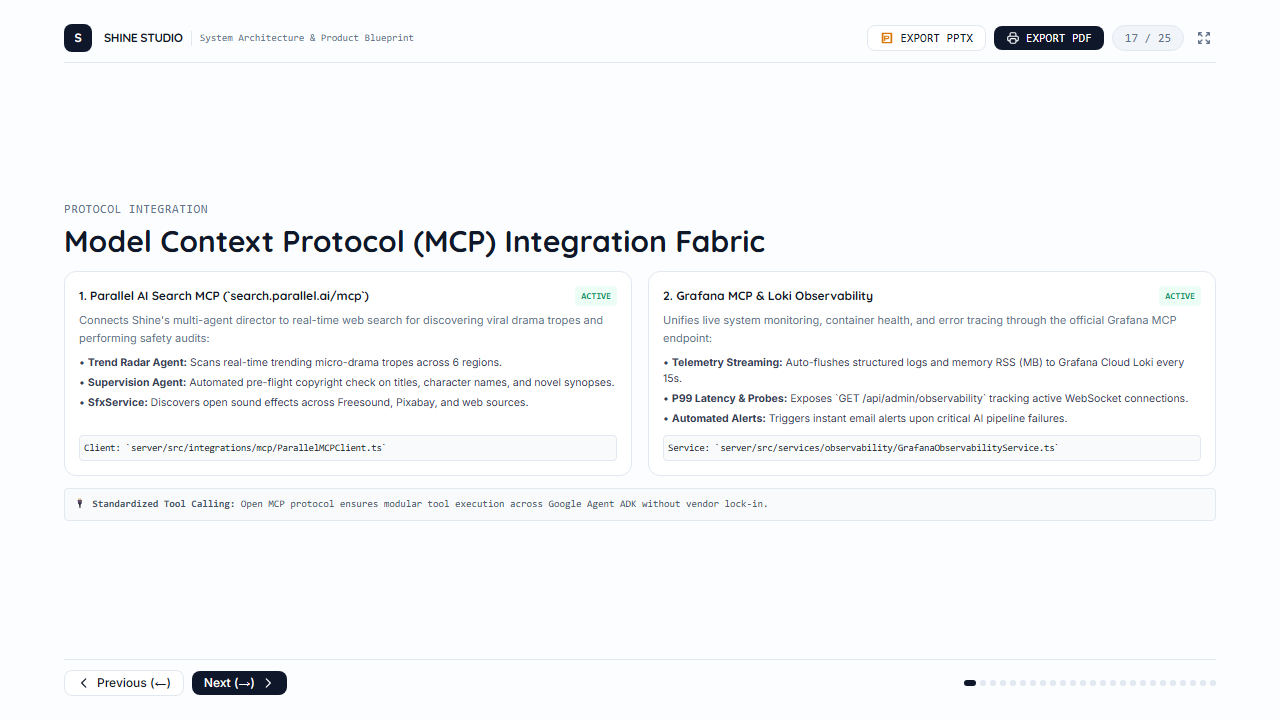 S SHINE STUDIO System Architecture & Product Blueprint EXPORT PPTX EXPORT PDF 17 / 25
PROTOCOL INTEGRATION
Model Context Protocol (MCP) Integration Fabric
1. Parallel AI Search MCP (`search.parallel.ai/mcp`) ACTIVE
Connects Shine's multi-agent director to real-time web search for discovering viral drama tropes and
performing safety audits:
• Trend Radar Agent: Scans real-time trending micro-drama tropes across 6 regions.
• Supervision Agent: Automated pre-flight copyright check on titles, character names, and novel synopses.
• SfxService: Discovers open sound effects across Freesound, Pixabay, and web sources.
Client: `server/src/integrations/mcp/ParallelMCPClient.ts`
2. Grafana MCP & Loki Observability ACTIVE
Unifies live system monitoring, container health, and error tracing through the official Grafana MCP
endpoint:
• Telemetry Streaming: Auto-flushes structured logs and memory RSS (MB) to Grafana Cloud Loki every
15s.
• P99 Latency & Probes: Exposes `GET /api/admin/observability` tracking active WebSocket connections.
• Automated Alerts: Triggers instant email alerts upon critical AI pipeline failures.
Service: `server/src/services/observability/GrafanaObservabilityService.ts`
Standardized Tool Calling: Open MCP protocol ensures modular tool execution across Google Agent ADK without vendor lock-in.
Previous (←) Next (→)